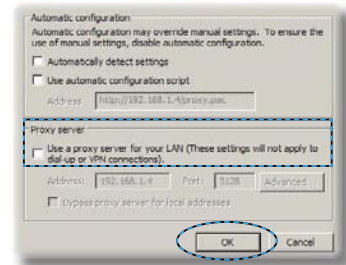 Automatic configuration
Automatic configuration may override manual settings. To ensure the
use of manual settings, disable automatic configuration.
Automatically detect settings
Use automatic configuration script
Address http://192.168.1.4/proxy.pac
Proxy server
Use a proxy server for your LAN (These settings will not apply to
dial-up or VPN connections).
Address: 192.168.1.4 Port: 3128 Advanced...
Bypass proxy server for local addresses
OK Cancel